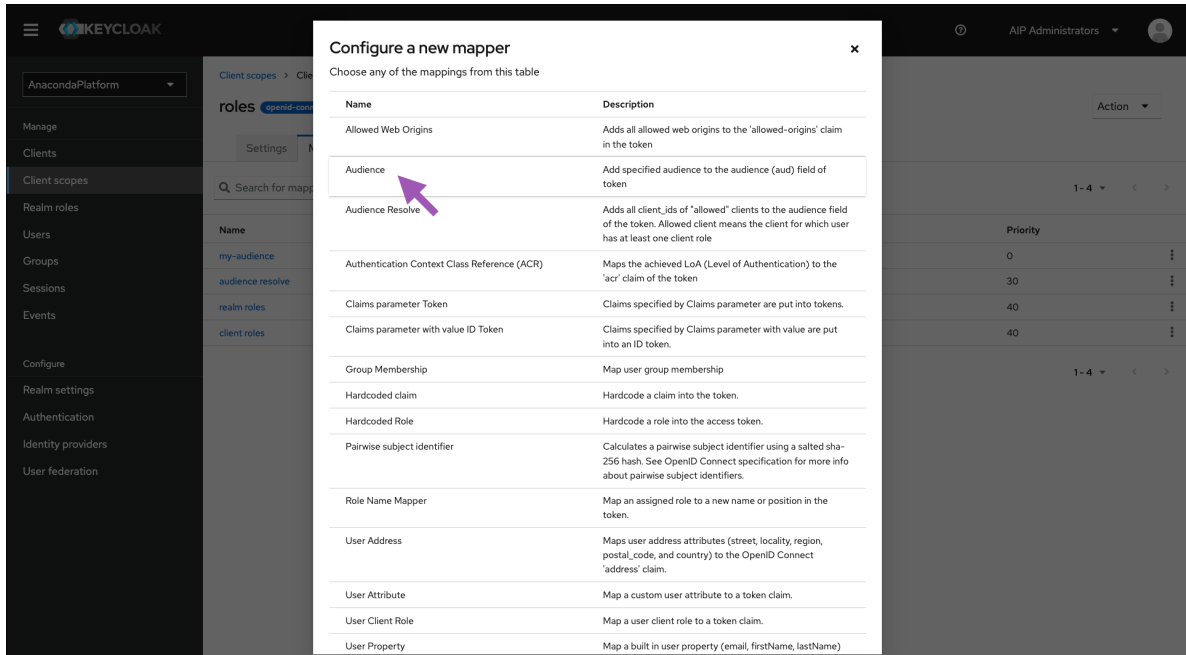 KEYCLOAK
AIP Administrators
AnacondaPlatform
Manage
Clients
Client scopes
Realm roles
Users
Groups
Sessions
Events
Configure
Realm settings
Authentication
Identity providers
User federation
Client scopes > Clie
roles openid-conn
Action
Settings
Search for mapp
1 - 4
Name Priority
my-audience 0
audience resolve 30
realm roles 40
client roles 40
1 - 4
Configure a new mapper
Choose any of the mappings from this table
Name Description
Allowed Web Origins Adds all allowed web origins to the 'allowed-origins' claim
in the token
Audience Add specified audience to the audience (aud) field of
token
Audience Resolve Adds all client_ids of "allowed" clients to the audience field
of the token. Allowed client means the client for which user
has at least one client role
Authentication Context Class Reference (ACR) Maps the achieved LoA (Level of Authentication) to the
'acr' claim of the token
Claims parameter Token Claims specified by Claims parameter are put into tokens.
Claims parameter with value ID Token Claims specified by Claims parameter with value are put
into an ID token.
Group Membership Map user group membership
Hardcoded claim Hardcode a claim into the token.
Hardcoded Role Hardcode a role into the access token.
Pairwise subject identifier Calculates a pairwise subject identifier using a salted sha-
256 hash. See OpenID Connect specification for more info
about pairwise subject identifiers.
Role Name Mapper Map an assigned role to a new name or position in the
token.
User Address Maps user address attributes (street, locality, region,
postal_code, and country) to the OpenID Connect
'address' claim.
User Attribute Map a custom user attribute to a token claim.
User Client Role Map a user client role to a token claim.
User Property Map a built in user property (email, firstName, lastName)